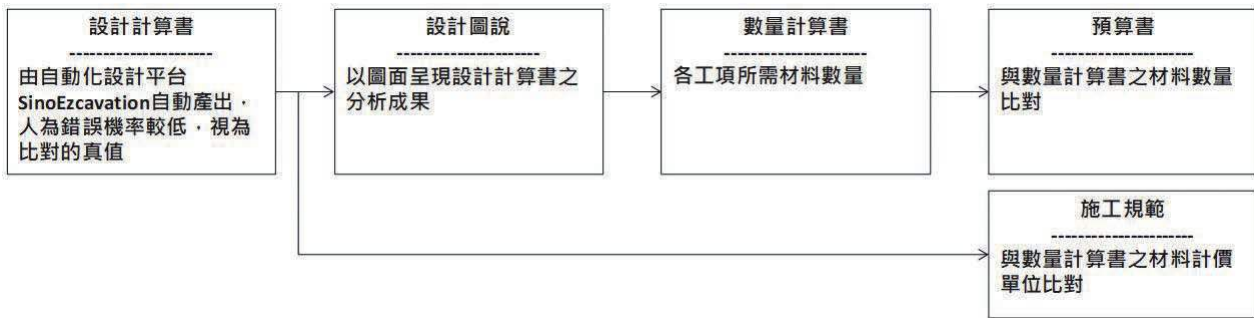 設計計算書
----------------------
由自動化設計平台
SinoEzcavation自動產出，
人為錯誤機率較低，視為
比對的真值
設計圖說
----------------------
以圖面呈現設計計算書之
分析成果
數量計算書
----------------------
各工項所需材料數量
預算書
----------------------
與數量計算書之材料數量
比對
施工規範
----------------------
與數量計算書之材料計價
單位比對